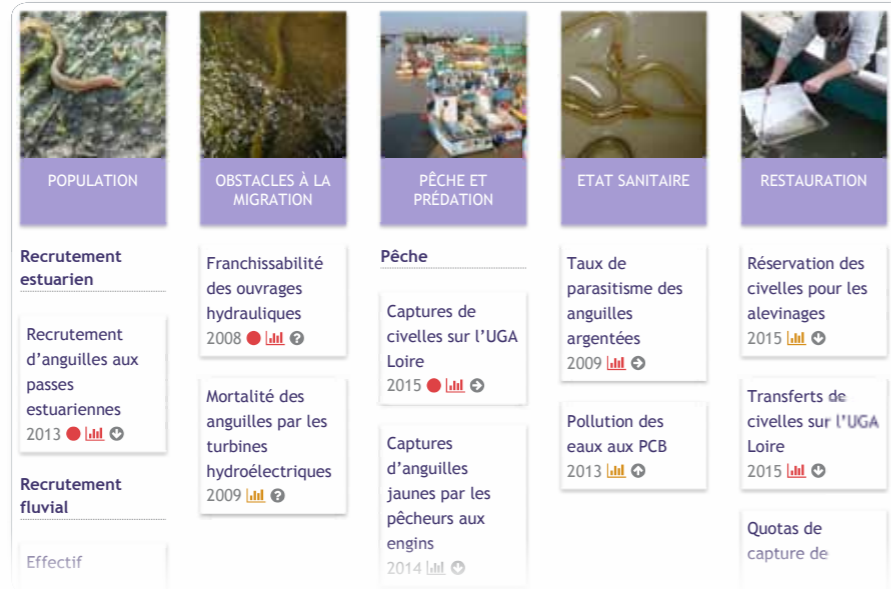 POPULATION
Recrutement
estuarien
Recrutement
d'anguilles aux
passes
estuariennes
2013
Recrutement
fluvial
Effectif
OBSTACLES À LA
MIGRATION
Franchissabilité
des ouvrages
hydrauliques
2008
Mortalité des
anguilles par les
turbines
hydroélectriques
2009
PÊCHE ET
PRÉDATION
Pêche
Captures de
civelles sur l'UGA
Loire
2015
Captures
d'anguilles
jaunes par les
pêcheurs aux
engins
2014
ETAT SANITAIRE
Taux de
parasitisme des
anguilles
argentées
2009
Pollution des
eaux aux PCB
2013
RESTAURATION
Réservation des
civelles pour les
alevinages
2015
Transferts de
civelles sur l'UGA
Loire
2015
Quotas de
capture de